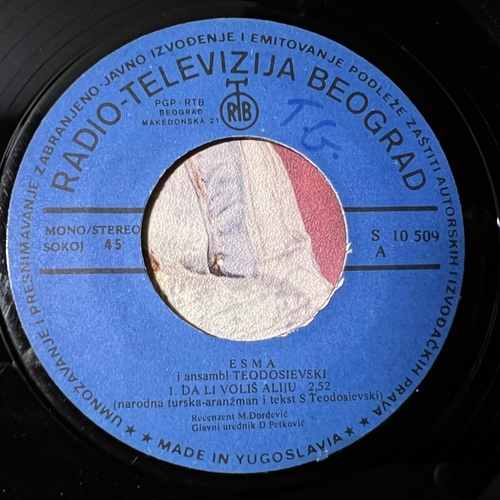 UMNOŽAVANJE I PRESNIMAVANJE ZABRANJENO-JAVNO IZVOĐENJE I EMITOVANJE PODLEŽE ZAŠTITI AUTORSKIH I IZVOĐAČKIH PRAVA
RADIO-TELEVIZIJA BEOGRAD
PGP-RTB
BEOGRAD
MAKEDONSKA 21
RTB
T.G.
MONO/STEREO
SOKOJ 45
S 10 509
A
ESMA
i ansambl TEODOSIEVSKI
1. DA LI VOLIŠ ALIJU 2,52
(narodna turska-aranžman i tekst S Teodosievski)
Recenzent M.Đorđević
Glavni urednik D Petković
★★★ MADE IN YUGOSLAVIA ★★★